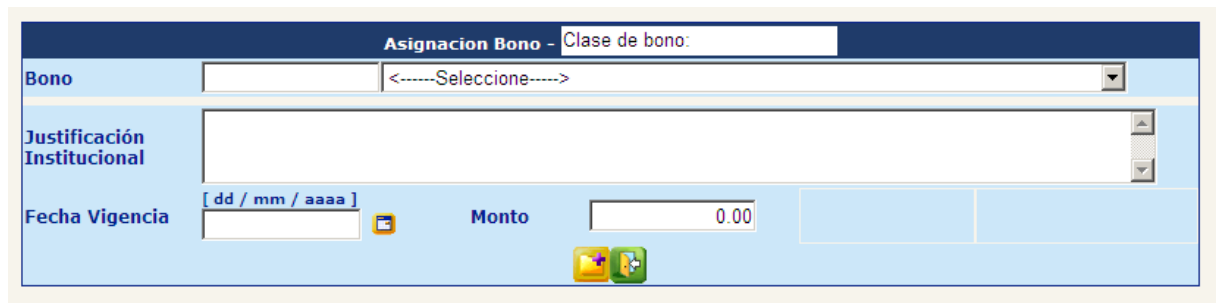 Asignacion Bono - Clase de bono:
Bono <------Seleccione----->
Justificación
Institucional
[ dd / mm / aaaa ]
Fecha Vigencia Monto 0.00